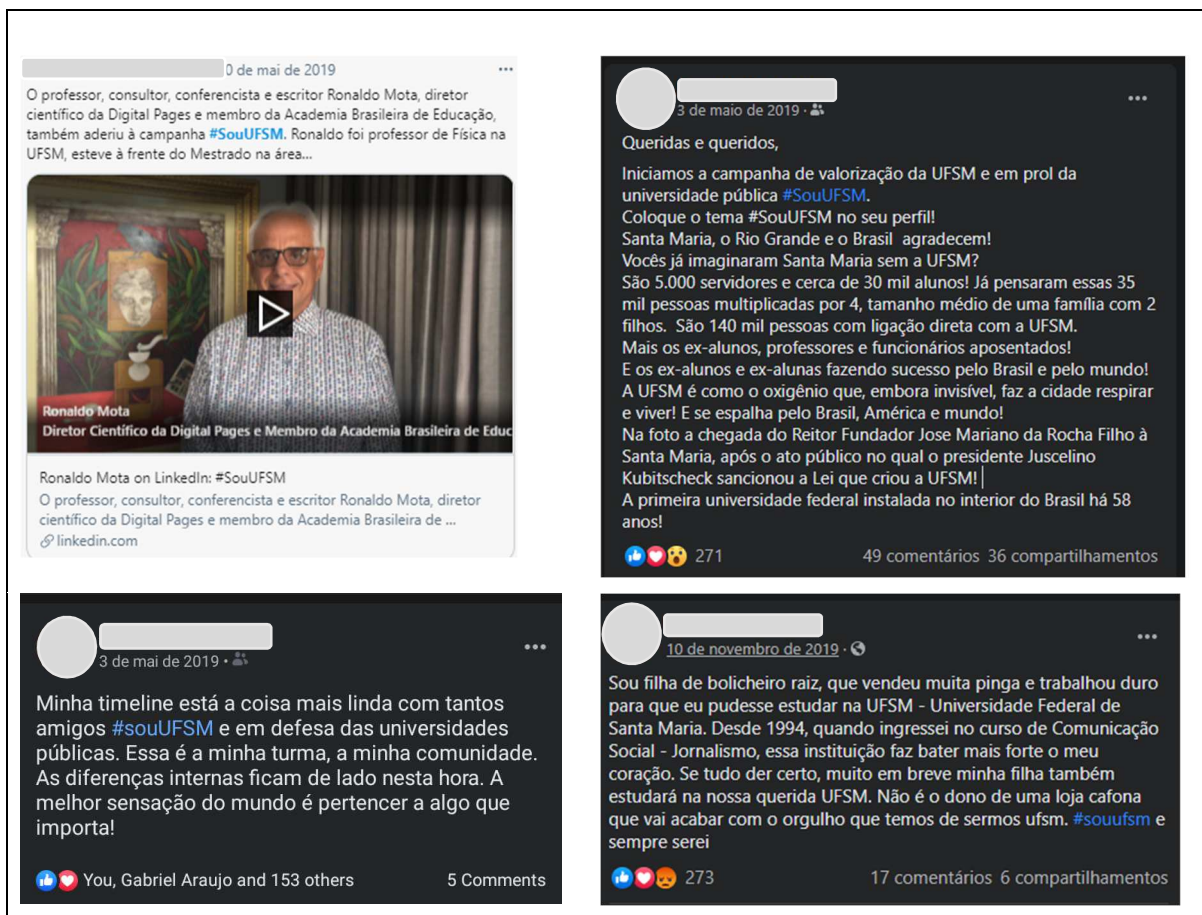 0 de mai de 2019
O professor, consultor, conferencista e escritor Ronaldo Mota, diretor
científico da Digital Pages e membro da Academia Brasileira de Educação,
também aderiu à campanha #SouUFSM. Ronaldo foi professor de Física na
UFSM, esteve à frente do Mestrado na área...
Ronaldo Mota
Diretor Científico da Digital Pages e Membro da Academia Brasileira de Educ
Ronaldo Mota on LinkedIn: #SouUFSM
O professor, consultor, conferencista e escritor Ronaldo Mota, diretor
científico da Digital Pages e membro da Academia Brasileira de ...
linkedin.com
3 de maio de 2019 ·
Queridas e queridos,
Iniciamos a campanha de valorização da UFSM e em prol da
universidade pública #SouUFSM.
Coloque o tema #SouUFSM no seu perfil!
Santa Maria, o Rio Grande e o Brasil agradecem!
Vocês já imaginaram Santa Maria sem a UFSM?
São 5.000 servidores e cerca de 30 mil alunos! Já pensaram essas 35
mil pessoas multiplicadas por 4, tamanho médio de uma família com 2
filhos. São 140 mil pessoas com ligação direta com a UFSM.
Mais os ex-alunos, professores e funcionários aposentados!
E os ex-alunos e ex-alunas fazendo sucesso pelo Brasil e pelo mundo!
A UFSM é como o oxigênio que, embora invisível, faz a cidade respirar
e viver! E se espalha pelo Brasil, América e mundo!
Na foto a chegada do Reitor Fundador Jose Mariano da Rocha Filho à
Santa Maria, após o ato público no qual o presidente Juscelino
Kubitscheck sancionou a Lei que criou a UFSM!
A primeira universidade federal instalada no interior do Brasil há 58
anos!
271 49 comentários 36 compartilhamentos
3 de mai de 2019 •
Minha timeline está a coisa mais linda com tantos
amigos #souUFSM e em defesa das universidades
públicas. Essa é a minha turma, a minha comunidade.
As diferenças internas ficam de lado nesta hora. A
melhor sensação do mundo é pertencer a algo que
importa!
You, Gabriel Araujo and 153 others 5 Comments
10 de novembro de 2019 ·
Sou filha de bolicheiro raiz, que vendeu muita pinga e trabalhou duro
para que eu pudesse estudar na UFSM - Universidade Federal de
Santa Maria. Desde 1994, quando ingressei no curso de Comunicação
Social - Jornalismo, essa instituição faz bater mais forte o meu
coração. Se tudo der certo, muito em breve minha filha também
estudará na nossa querida UFSM. Não é o dono de uma loja cafona
que vai acabar com o orgulho que temos de sermos ufsm. #souufsm e
sempre serei
273 17 comentários 6 compartilhamentos